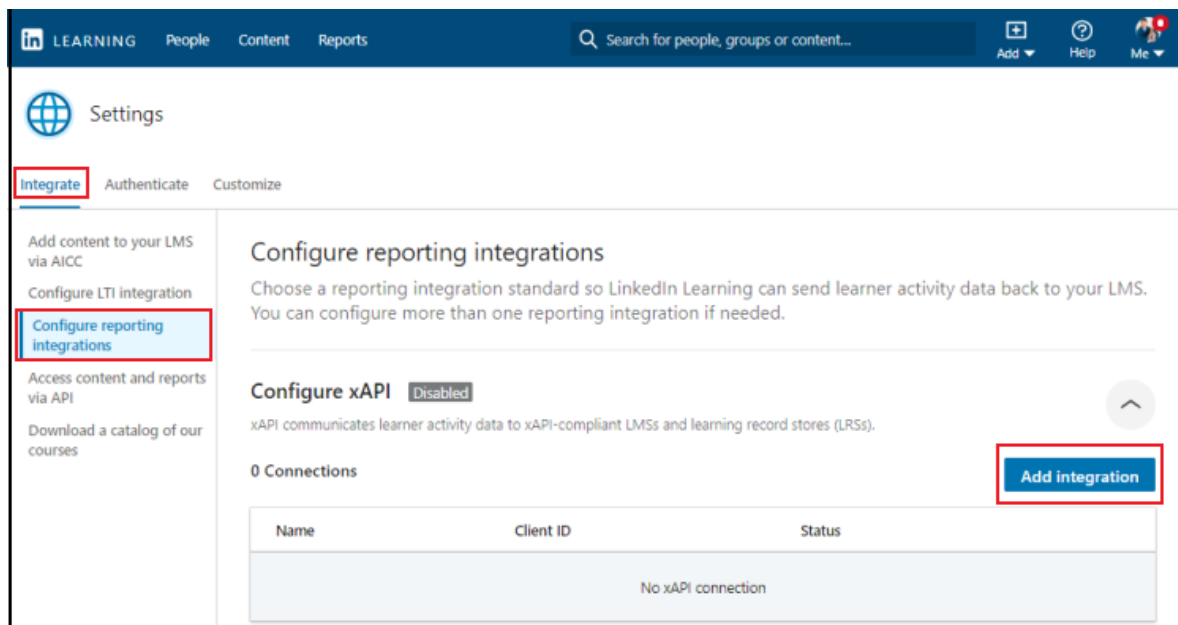 in LEARNING People Content Reports Search for people, groups or content... Add Help Me
Settings
Integrate Authenticate Customize
Add content to your LMS
via AICC
Configure LTI integration
Configure reporting
integrations
Access content and reports
via API
Download a catalog of our
courses
Configure reporting integrations
Choose a reporting integration standard so LinkedIn Learning can send learner activity data back to your LMS.
You can configure more than one reporting integration if needed.
Configure xAPI Disabled
xAPI communicates learner activity data to xAPI-compliant LMSs and learning record stores (LRSs).
0 Connections Add integration
Name Client ID Status
No xAPI connection